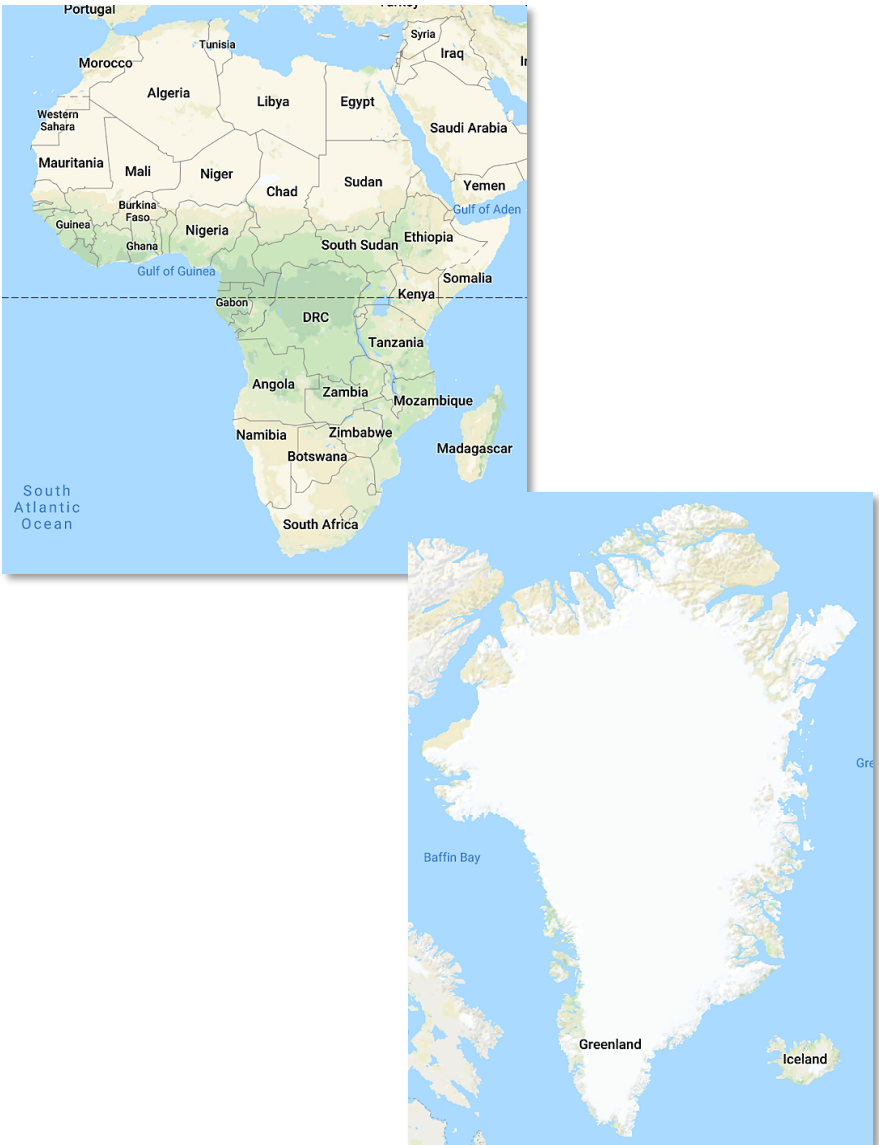 Portugal
Tunisia
Syria
Iraq
Morocco
Algeria
Libya
Egypt
Western
Sahara
Saudi Arabia
Mauritania
Mali
Niger
Chad
Sudan
Yemen
Burkina
Faso
Gulf of Aden
Guinea
Nigeria
Ghana
South Sudan
Ethiopia
Gulf of Guinea
Somalia
Kenya
Gabon
DRC
Tanzania
Angola
Zambia
Mozambique
Namibia
Zimbabwe
Botswana
Madagascar
South
Atlantic
Ocean
South Africa
Gre
Baffin Bay
Greenland
Iceland